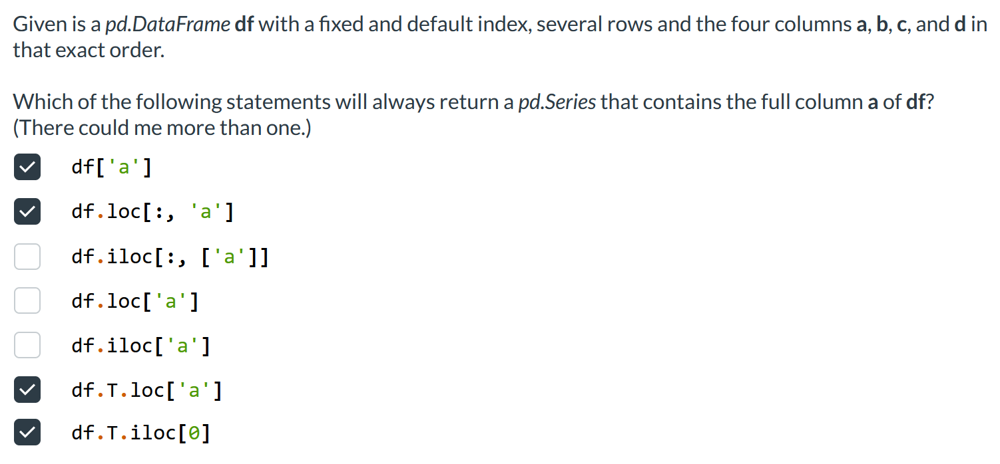 Given is a pd.DataFrame df with a fixed and default index, several rows and the four columns a, b, c, and d in
that exact order.
Which of the following statements will always return a pd.Series that contains the full column a of df?
(There could me more than one.)
df['a']
df.loc[:, 'a']
df.iloc[:, ['a']]
df.loc['a']
df.iloc['a']
df.T.loc['a']
df.T.iloc[0]